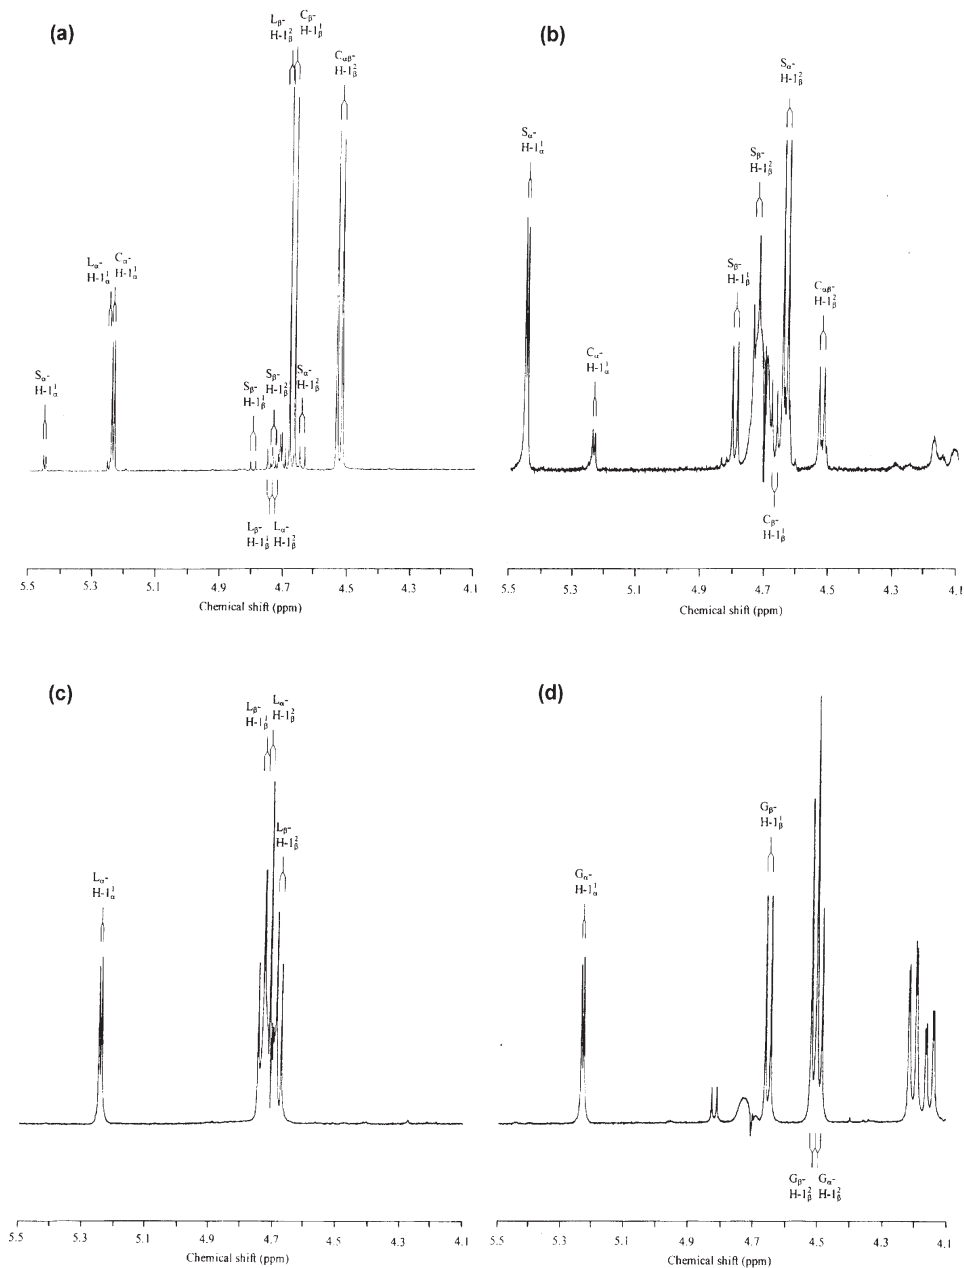 (a)
Lβ-
H-1²β
Cβ-
H-1¹β
Cαβ-
H-1²β
Lα-
H-1¹α
Cα-
H-1¹α
Sα-
H-1¹α
Sβ-
H-1¹β
Sβ-
H-1²β
Sα-
H-1²β
Lβ-
H-1¹β
Lα-
H-1²β
5.5 5.3 5.1 4.9 4.7 4.5 4.3 4.1
Chemical shift (ppm)
(b)
Sα-
H-1²β
Sα-
H-1¹α
Sβ-
H-1²β
Sβ-
H-1¹β
Cαβ-
H-1²β
Cα-
H-1¹α
Cβ-
H-1¹β
5.5 5.3 5.1 4.9 4.7 4.5 4.3 4.1
Chemical shift (ppm)
(c)
Lβ-
H-1¹β
Lα-
H-1²β
Lβ-
H-1²β
Lα-
H-1¹α
5.5 5.3 5.1 4.9 4.7 4.5 4.3 4.1
Chemical shift (ppm)
(d)
Gβ-
H-1¹β
Gα-
H-1¹α
Gβ-
H-1²β
Gα-
H-1²β
5.5 5.3 5.1 4.9 4.7 4.5 4.3 4.1
Chemical shift (ppm)